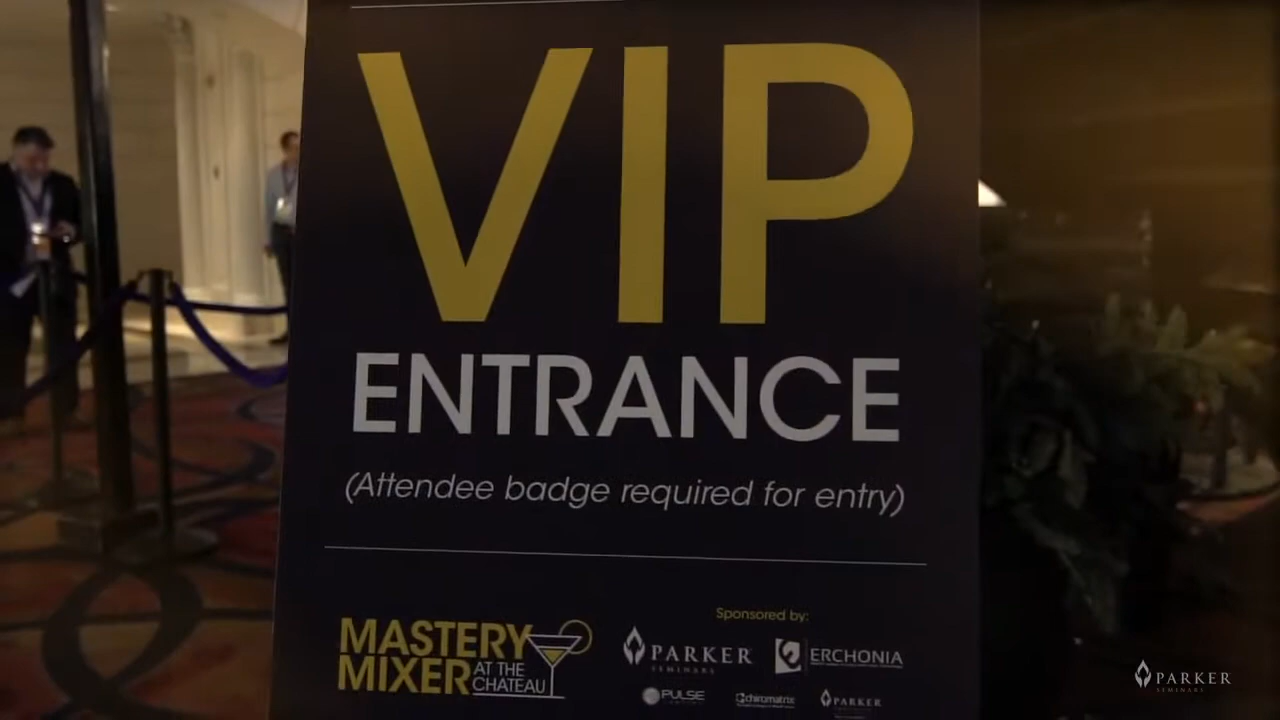 VIP
ENTRANCE
(Attendee badge required for entry)
MASTERY
MIXER AT THE
CHATEAU
Sponsored by:
PARKER
SEMINARS
ERCHONIA
PULSE
chiromatrix
PARKER
PARKER
SEMINARS